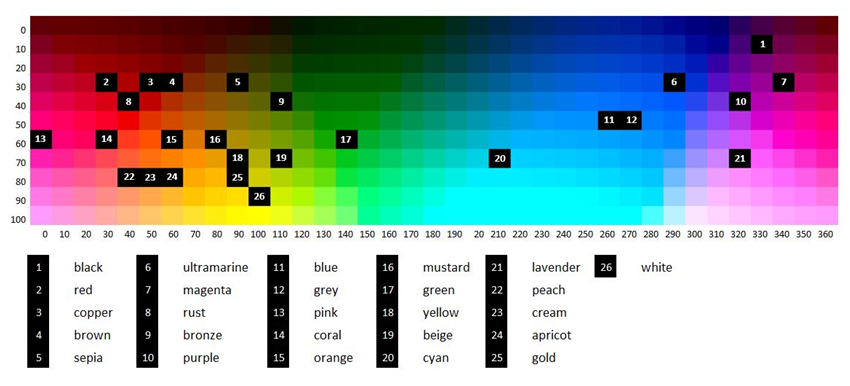 0
10
1
20
30
2 3 4 5 6 7
40
8 9 10
50
11 12
60
13 14 15 16 17
70
18 19 20 21
80
22 23 24 25
90
26
100
0 10 20 30 40 50 60 70 80 90 100 110 120 130 140 150 160 170 180 190 20 210 220 230 240 250 260 270 280 290 300 310 320 330 340 350 360
1 black 6 ultramarine 11 blue 16 mustard 21 lavender 26 white
2 red 7 magenta 12 grey 17 green 22 peach
3 copper 8 rust 13 pink 18 yellow 23 cream
4 brown 9 bronze 14 coral 19 beige 24 apricot
5 sepia 10 purple 15 orange 20 cyan 25 gold